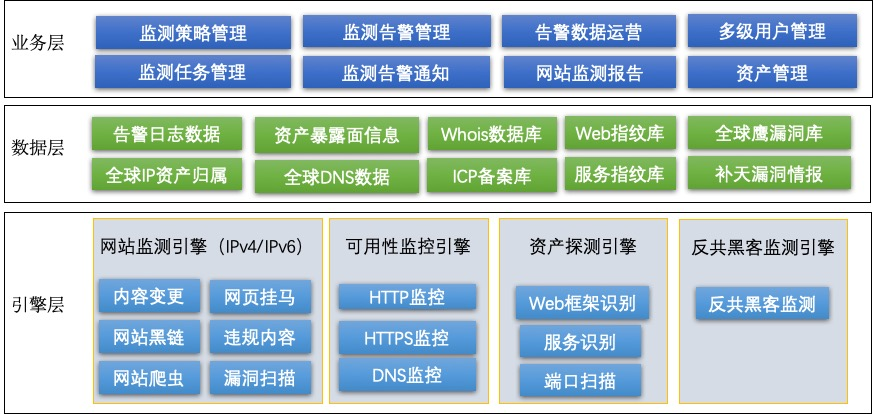 业务层
监测策略管理
监测告警管理
告警数据运营
多级用户管理
监测任务管理
监测告警通知
网站监测报告
资产管理
数据层
告警日志数据
资产暴露面信息
Whois数据库
Web指纹库
全球鹰漏洞库
全球IP资产归属
全球DNS数据
ICP备案库
服务指纹库
补天漏洞情报
引擎层
网站监测引擎（IPv4/IPv6）
内容变更
网页挂马
网站黑链
违规内容
网站爬虫
漏洞扫描
可用性监控引擎
HTTP监控
HTTPS监控
DNS监控
资产探测引擎
Web框架识别
服务识别
端口扫描
反共黑客监测引擎
反共黑客监测